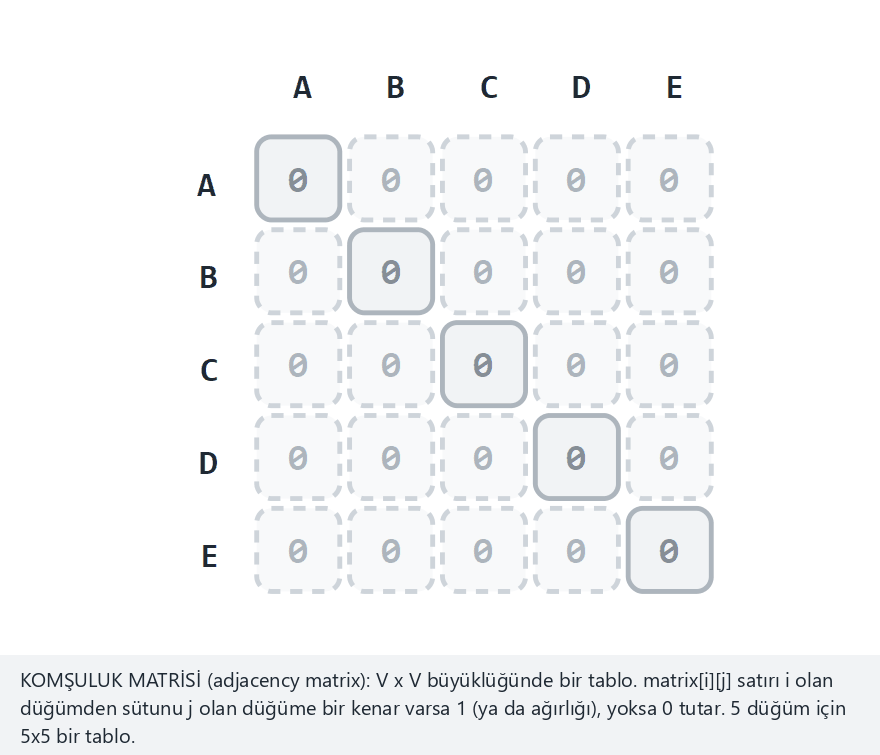 A B C D E
A 0 0 0 0 0
B 0 0 0 0 0
C 0 0 0 0 0
D 0 0 0 0 0
E 0 0 0 0 0
KOMŞULUK MATRİSİ (adjacency matrix): V x V büyüklüğünde bir tablo. matrix[i][j] satırı i olan
düğümden sütunu j olan düğüme bir kenar varsa 1 (ya da ağırlığı), yoksa 0 tutar. 5 düğüm için
5x5 bir tablo.